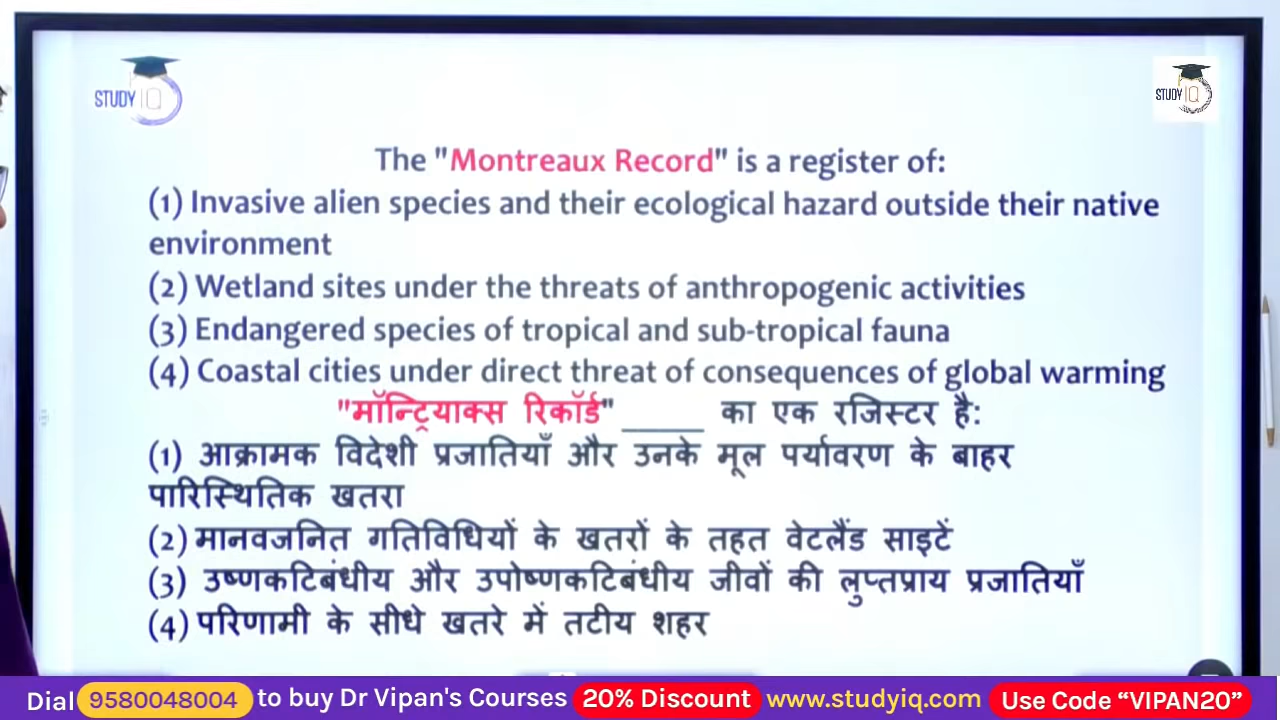 STUDY IQ
STUDY IQ
The "Montreaux Record" is a register of:
(1) Invasive alien species and their ecological hazard outside their native
environment
(2) Wetland sites under the threats of anthropogenic activities
(3) Endangered species of tropical and sub-tropical fauna
(4) Coastal cities under direct threat of consequences of global warming
"मॉन्ट्रियाक्स रिकॉर्ड" _____ का एक रजिस्टर है:
(1) आक्रामक विदेशी प्रजातियाँ और उनके मूल पर्यावरण के बाहर
पारिस्थितिक खतरा
(2) मानवजनित गतिविधियों के खतरों के तहत वेटलैंड साइटें
(3) उष्णकटिबंधीय और उपोष्णकटिबंधीय जीवों की लुप्तप्राय प्रजातियाँ
(4) परिणामी के सीधे खतरे में तटीय शहर
Dial 9580048004 to buy Dr Vipan's Courses 20% Discount www.studyiq.com Use Code “VIPAN20”